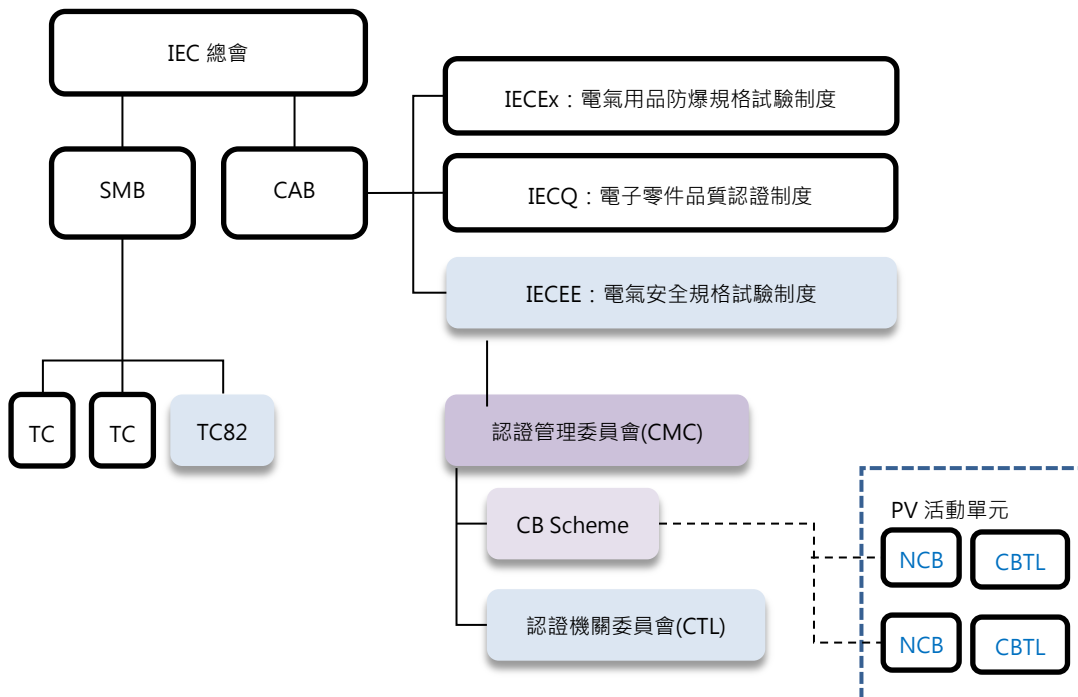 IEC 總會
IECEx：電氣用品防爆規格試驗制度
SMB
CAB
IECQ：電子零件品質認證制度
IECEE：電氣安全規格試驗制度
TC
TC
TC82
認證管理委員會(CMC)
CB Scheme
PV 活動單元
NCB
CBTL
認證機關委員會(CTL)
NCB
CBTL